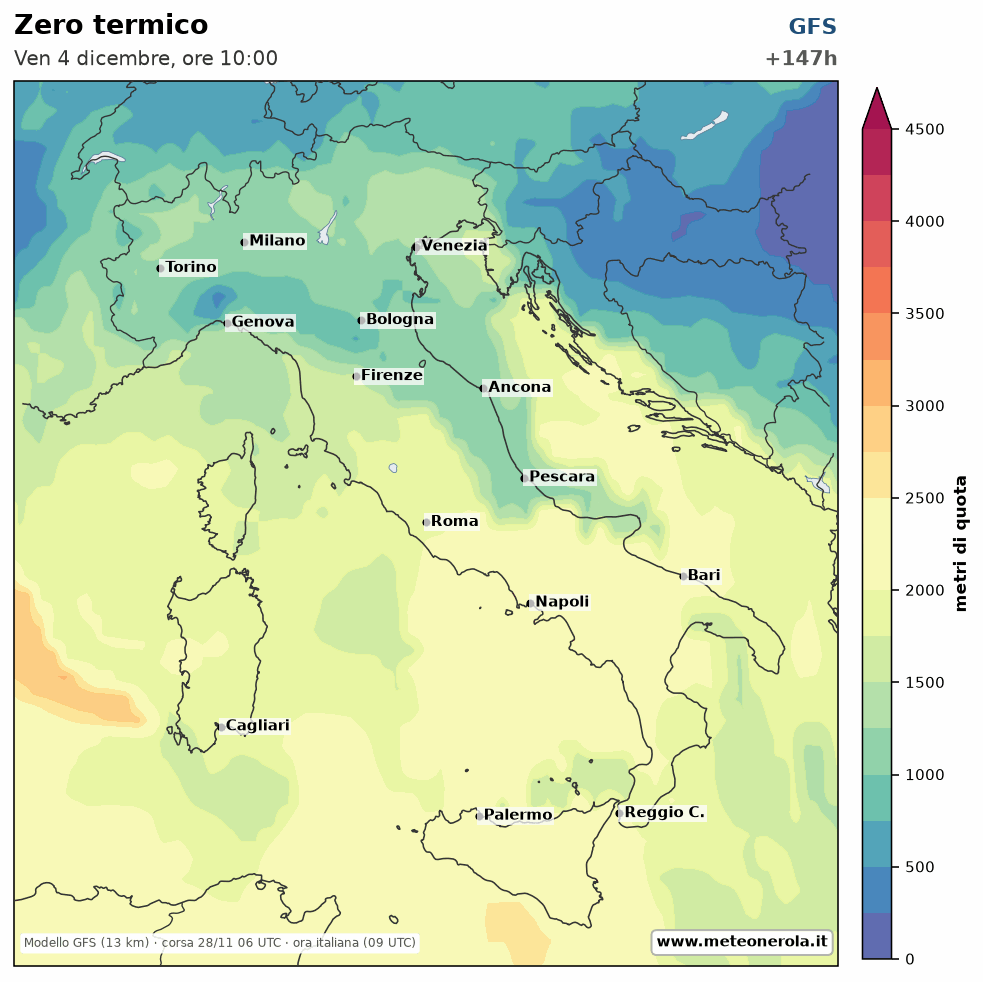 Zero termico
GFS
Ven 4 dicembre, ore 10:00
+147h
4500
4000
3500
3000
2500
2000
1500
1000
500
0
metri di quota
Milano
Venezia
Torino
Genova
Bologna
Firenze
Ancona
Pescara
Roma
Bari
Napoli
Cagliari
Palermo
Reggio C.
Modello GFS (13 km) · corsa 28/11 06 UTC · ora italiana (09 UTC)
www.meteonerola.it